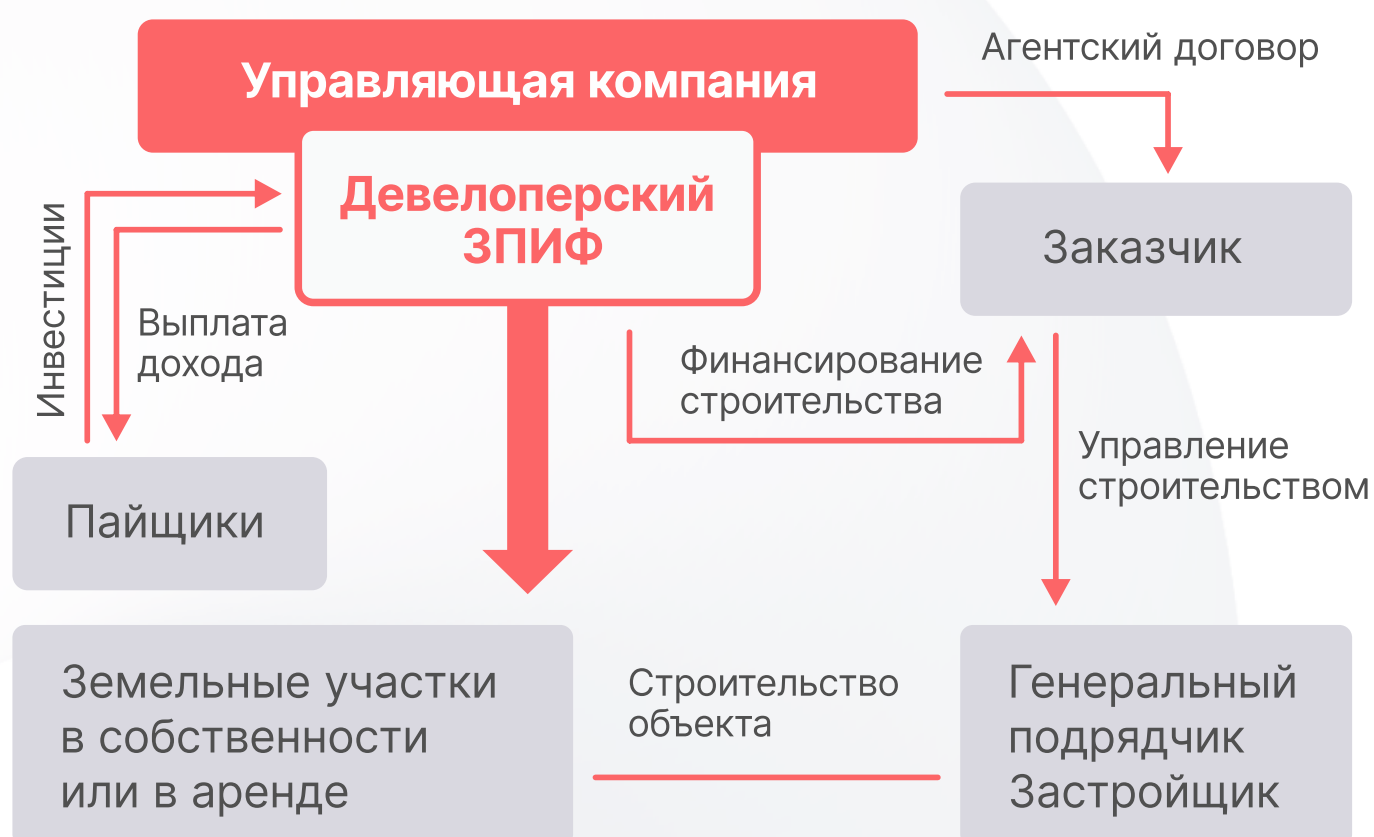 Управляющая компания
Агентский договор
Девелоперский
ЗПИФ
Заказчик
Инвестиции
Выплата
дохода
Финансирование
строительства
Управление
строительством
Пайщики
Земельные участки
в собственности
или в аренде
Строительство
объекта
Генеральный
подрядчик
Застройщик